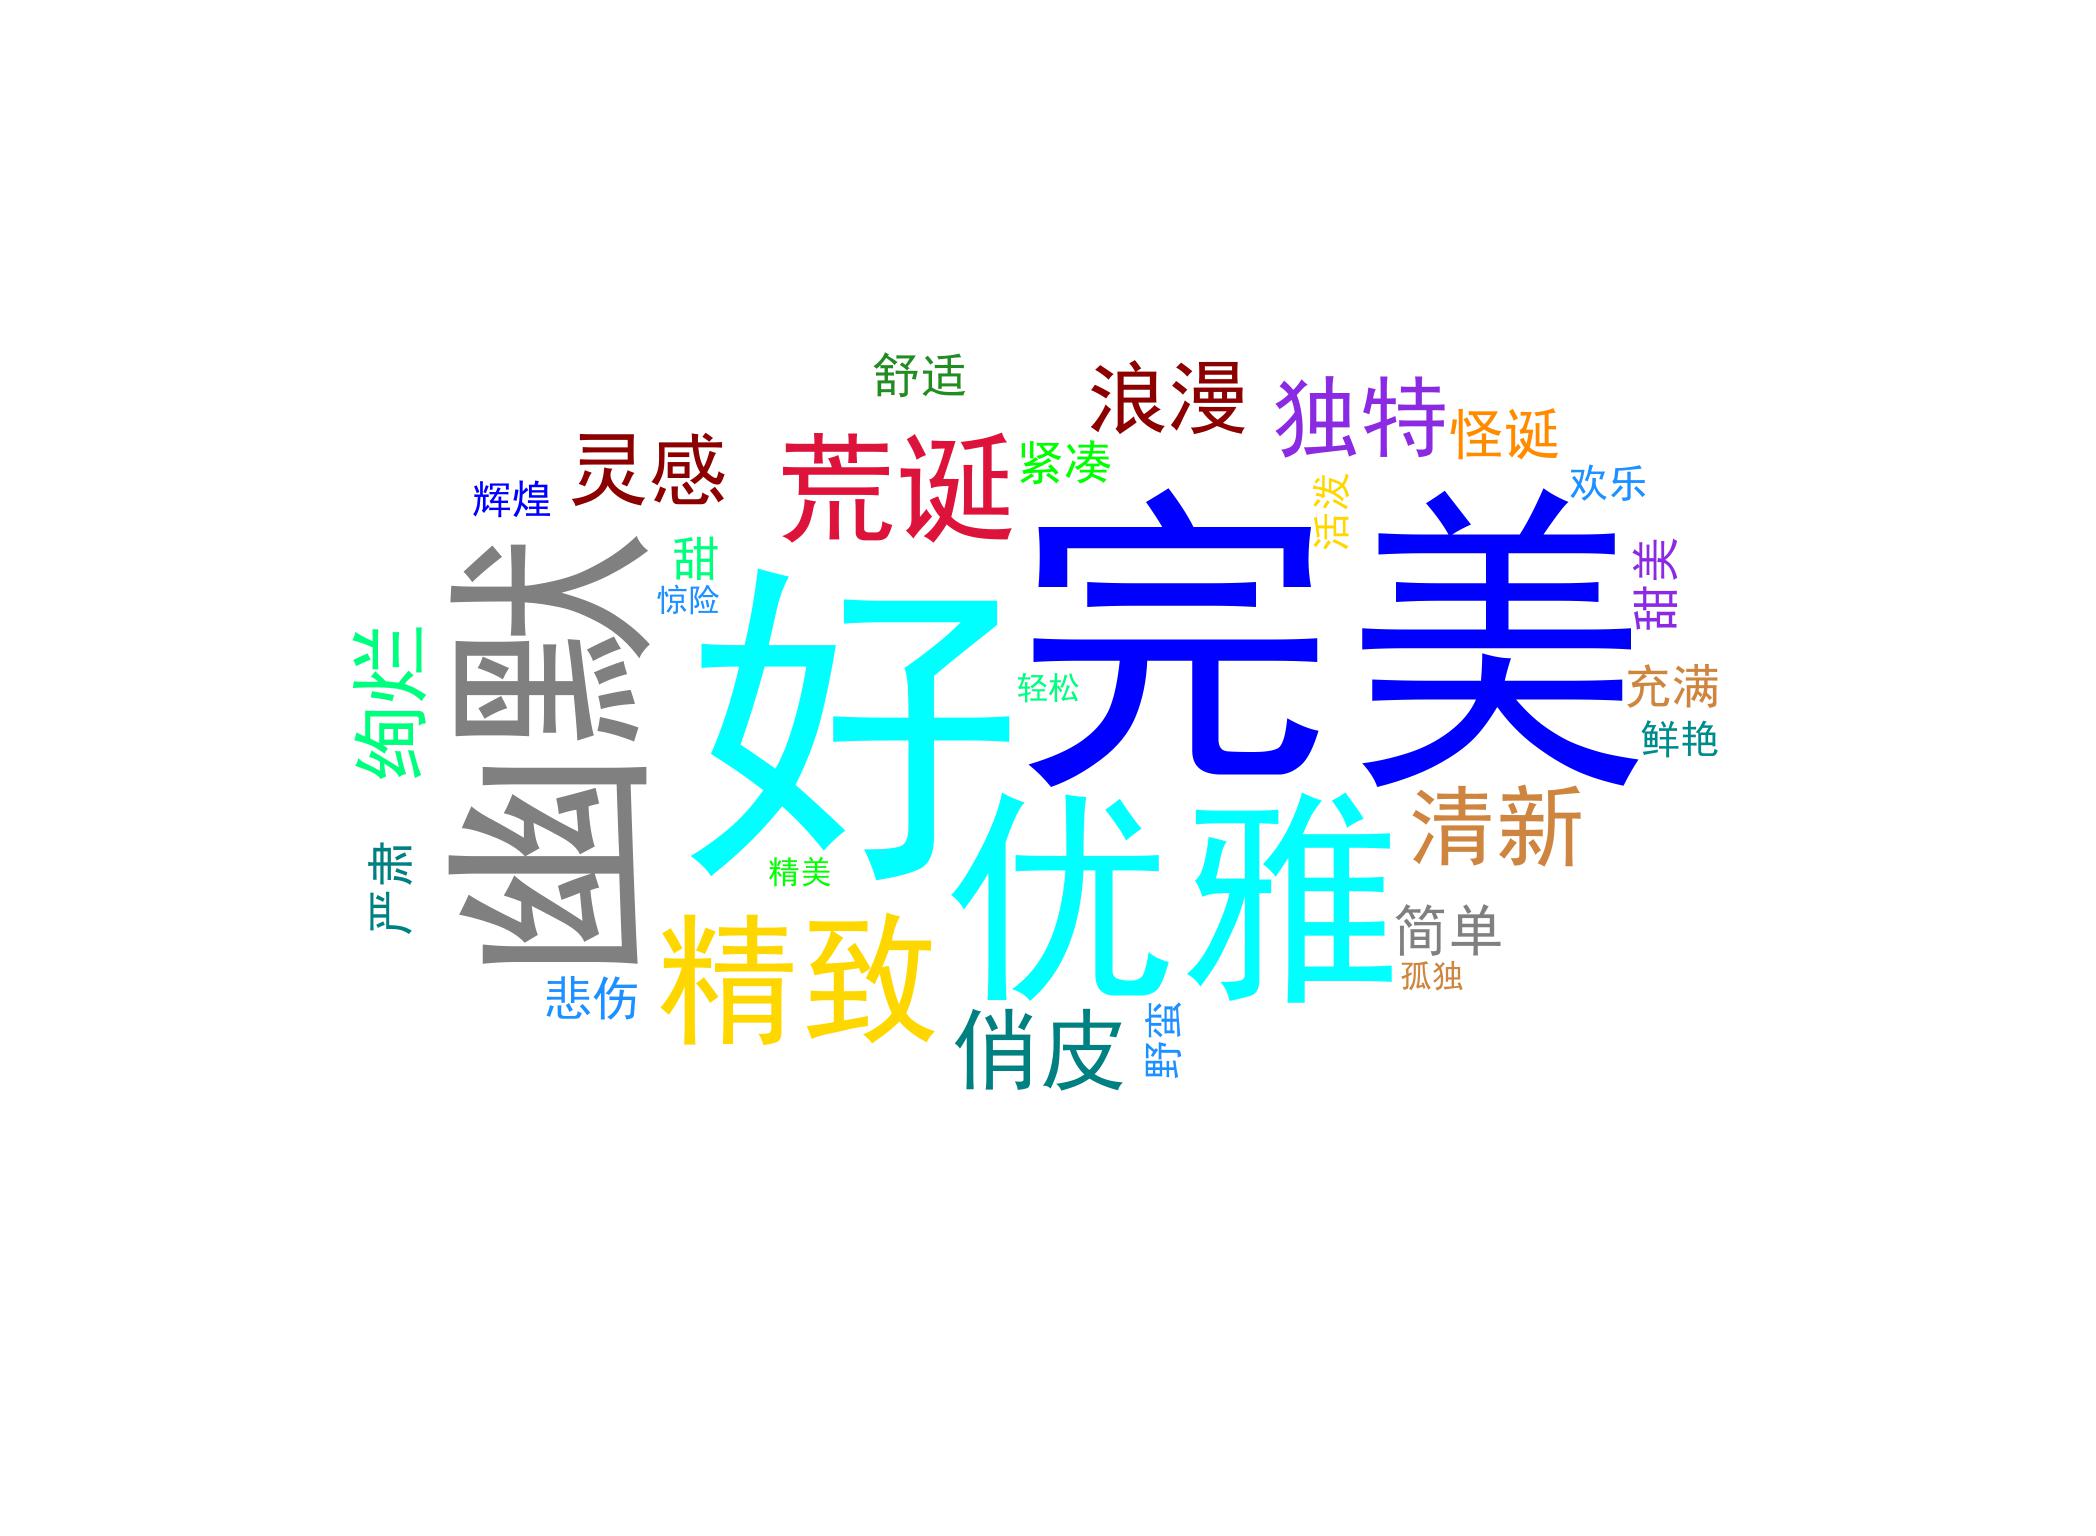 舒适
浪漫
独特
怪诞
灵感
荒诞
紧凑
欢乐
辉煌
活泼
甜
惊险
完美
甜美
好
幽默
绚烂
轻松
充满
鲜艳
清新
严肃
精美
优雅
简单
孤独
精致
悲伤
俏皮
野蛮